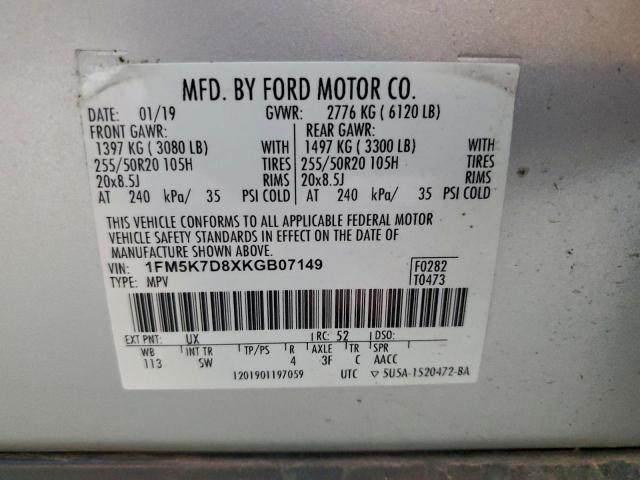 MFD. BY FORD MOTOR CO.
DATE: 01/19 GVWR: 2776 KG ( 6120 LB)
FRONT GAWR: REAR GAWR:
1397 KG ( 3080 LB) WITH 1497 KG ( 3300 LB) WITH
255/50R20 105H TIRES 255/50R20 105H TIRES
20x8.5J RIMS 20x8.5J RIMS
AT 240 kPa/ 35 PSI COLD AT 240 kPa/ 35 PSI COLD
THIS VEHICLE CONFORMS TO ALL APPLICABLE FEDERAL MOTOR
VEHICLE SAFETY STANDARDS IN EFFECT ON THE DATE OF
MANUFACTURE SHOWN ABOVE.
VIN: 1FM5K7D8XKGB07149 F0282
TYPE: MPV T0473
EXT PNT: UX RC: 52 DSO:
WB INT TR TP/PS R AXLE TR SPR
113 SW 4 3F C AACC
1201901197059 UTC ▽ 5U5A-1520472-BA